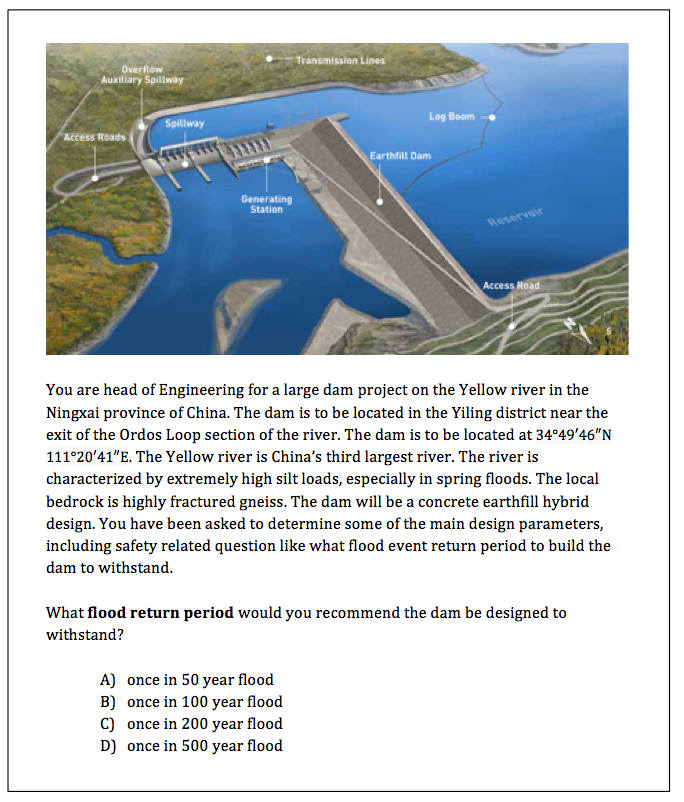 Transmission Lines
Overflow
Auxiliary Spillway
Log Boom
Spillway
Access Roads
Earthfill Dam
Generating
Station
Reservoir
Access Road
N
5
You are head of Engineering for a large dam project on the Yellow river in the
Ningxai province of China. The dam is to be located in the Yiling district near the
exit of the Ordos Loop section of the river. The dam is to be located at 34°49′46″N
111°20′41″E. The Yellow river is China’s third largest river. The river is
characterized by extremely high silt loads, especially in spring floods. The local
bedrock is highly fractured gneiss. The dam will be a concrete earthfill hybrid
design. You have been asked to determine some of the main design parameters,
including safety related question like what flood event return period to build the
dam to withstand.
What flood return period would you recommend the dam be designed to
withstand?
A) once in 50 year flood
B) once in 100 year flood
C) once in 200 year flood
D) once in 500 year flood